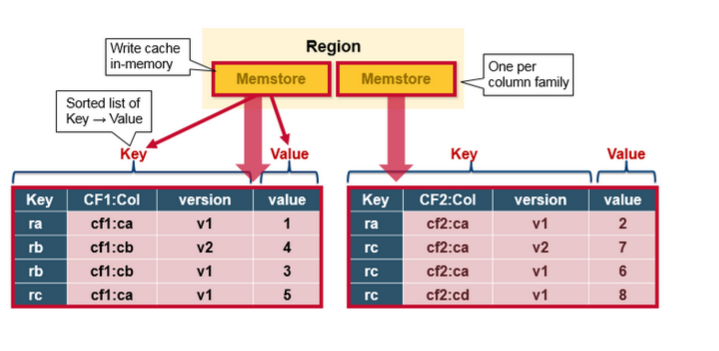 Region
Write cache
in-memory
Memstore
Memstore
One per
column family
Sorted list of
Key → Value
Key
Value
Key
Value
Key CF1:Col version value
ra cf1:ca v1 1
rb cf1:cb v2 4
rb cf1:cb v1 3
rc cf1:ca v1 5
Key CF2:Col version value
ra cf2:ca v1 2
rc cf2:ca v2 7
rc cf2:ca v1 6
rc cf2:cd v1 8